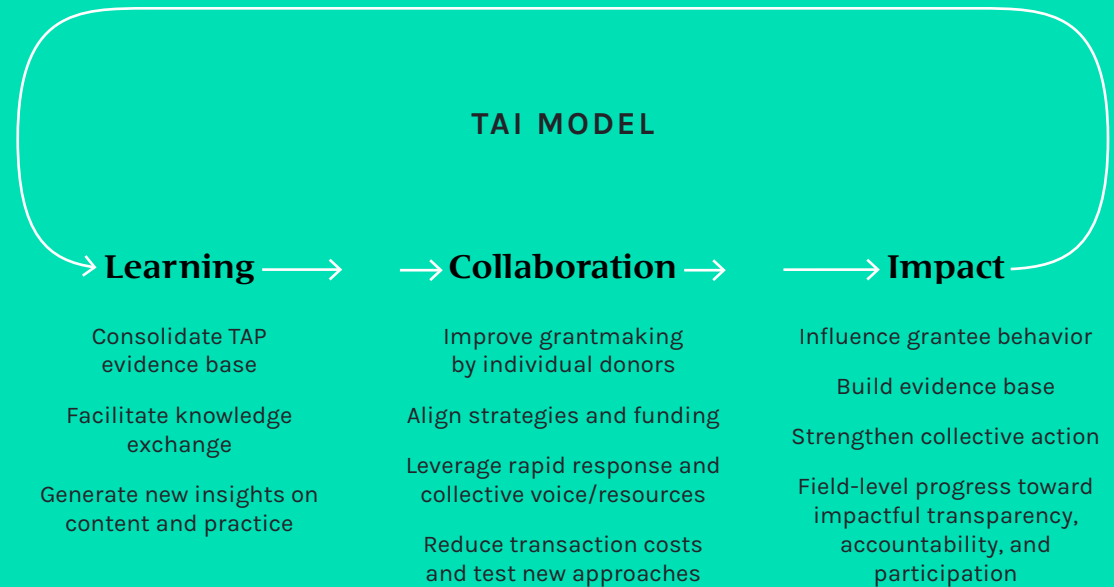 TAI MODEL
Learning
Consolidate TAP
evidence base
Facilitate knowledge
exchange
Generate new insights on
content and practice
Collaboration
Improve grantmaking
by individual donors
Align strategies and funding
Leverage rapid response and
collective voice/resources
Reduce transaction costs
and test new approaches
Impact
Influence grantee behavior
Build evidence base
Strengthen collective action
Field-level progress toward
impactful transparency,
accountability, and
participation